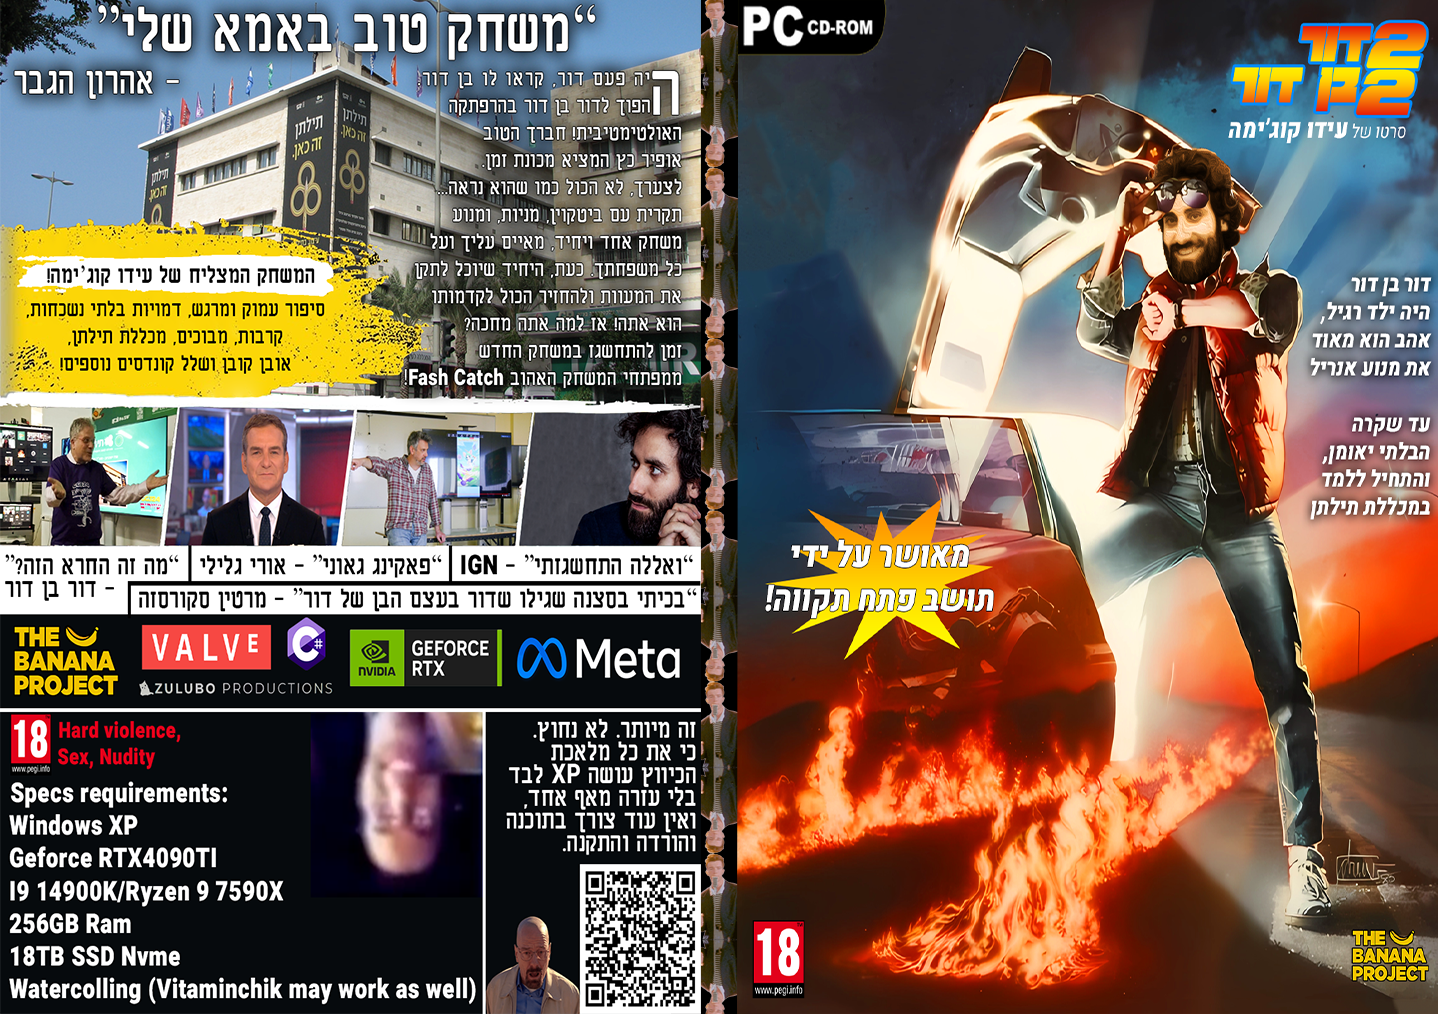 “משחק טוב באמא שלי”
- אהרון הגבר
היה פעם דור, קראו לו בן דור.
הפוך לדור בן דור בהרפתקה
האולטימטיבית! חברך הטוב
אופיר כץ המציא מכונת זמן.
לצערך, לא הכול כמו שהוא נראה...
תקרית עם ביטקוין, מניות, ומנוע
משחק אחד ויחיד, מאיים עליך ועל
כל משפחתך. כעת, היחיד שיוכל לתקן
את המעוות ולהחזיר הכול לקדמותו
הוא אתה! אז למה אתה מחכה?
זמן להתחשגז במשחק החדש
ממפתחי המשחק האהוב Fash Catch!
תילתן
זה כאן.
תילתן
זה כאן.
המשחק המצליח של עידו קוג'ימה!
סיפור עמוק ומרגש, דמויות בלתי נשכחות,
קרבות, מבוכים, מכללת תילתן,
אובן קובן ושלל קונדסים נוספים!
“ואללה התחשגזתי” - IGN
“פאקינג גאוני” - אורי גלילי
“מה זה החרא הזה?”
- דור בן דור
“בכיתי בסצנה שגילו שדור בעצם הבן של דור” - מרטין סקורסזה
THE
BANANA
PROJECT
VALVE
C#
ZULUBO PRODUCTIONS
NVIDIA
GEFORCE
RTX
Meta
18
www.pegi.info
Hard violence,
Sex, Nudity
Specs requirements:
Windows XP
Geforce RTX4090TI
I9 14900K/Ryzen 9 7590X
256GB Ram
18TB SSD Nvme
Watercolling (Vitaminchik may work as well)
זה מיותר. לא נחוץ.
כי את כל מלאכת
הכיווץ עושה XP לבד
בלי עזרה מאף אחד,
ואין עוד צורך בתוכנה
והורדה והתקנה.
PC CD-ROM
דור 2
בן דור 2
סרטו של עידו קוג'ימה
דור בן דור
היה ילד רגיל,
אהב הוא מאוד
את מנוע אנריל
עד שקרה
הבלתי יאומן,
והתחיל ללמד
במכללת תילתן
מאושר על ידי
תושב פתח תקווה!
18
www.pegi.info
THE
BANANA
PROJECT